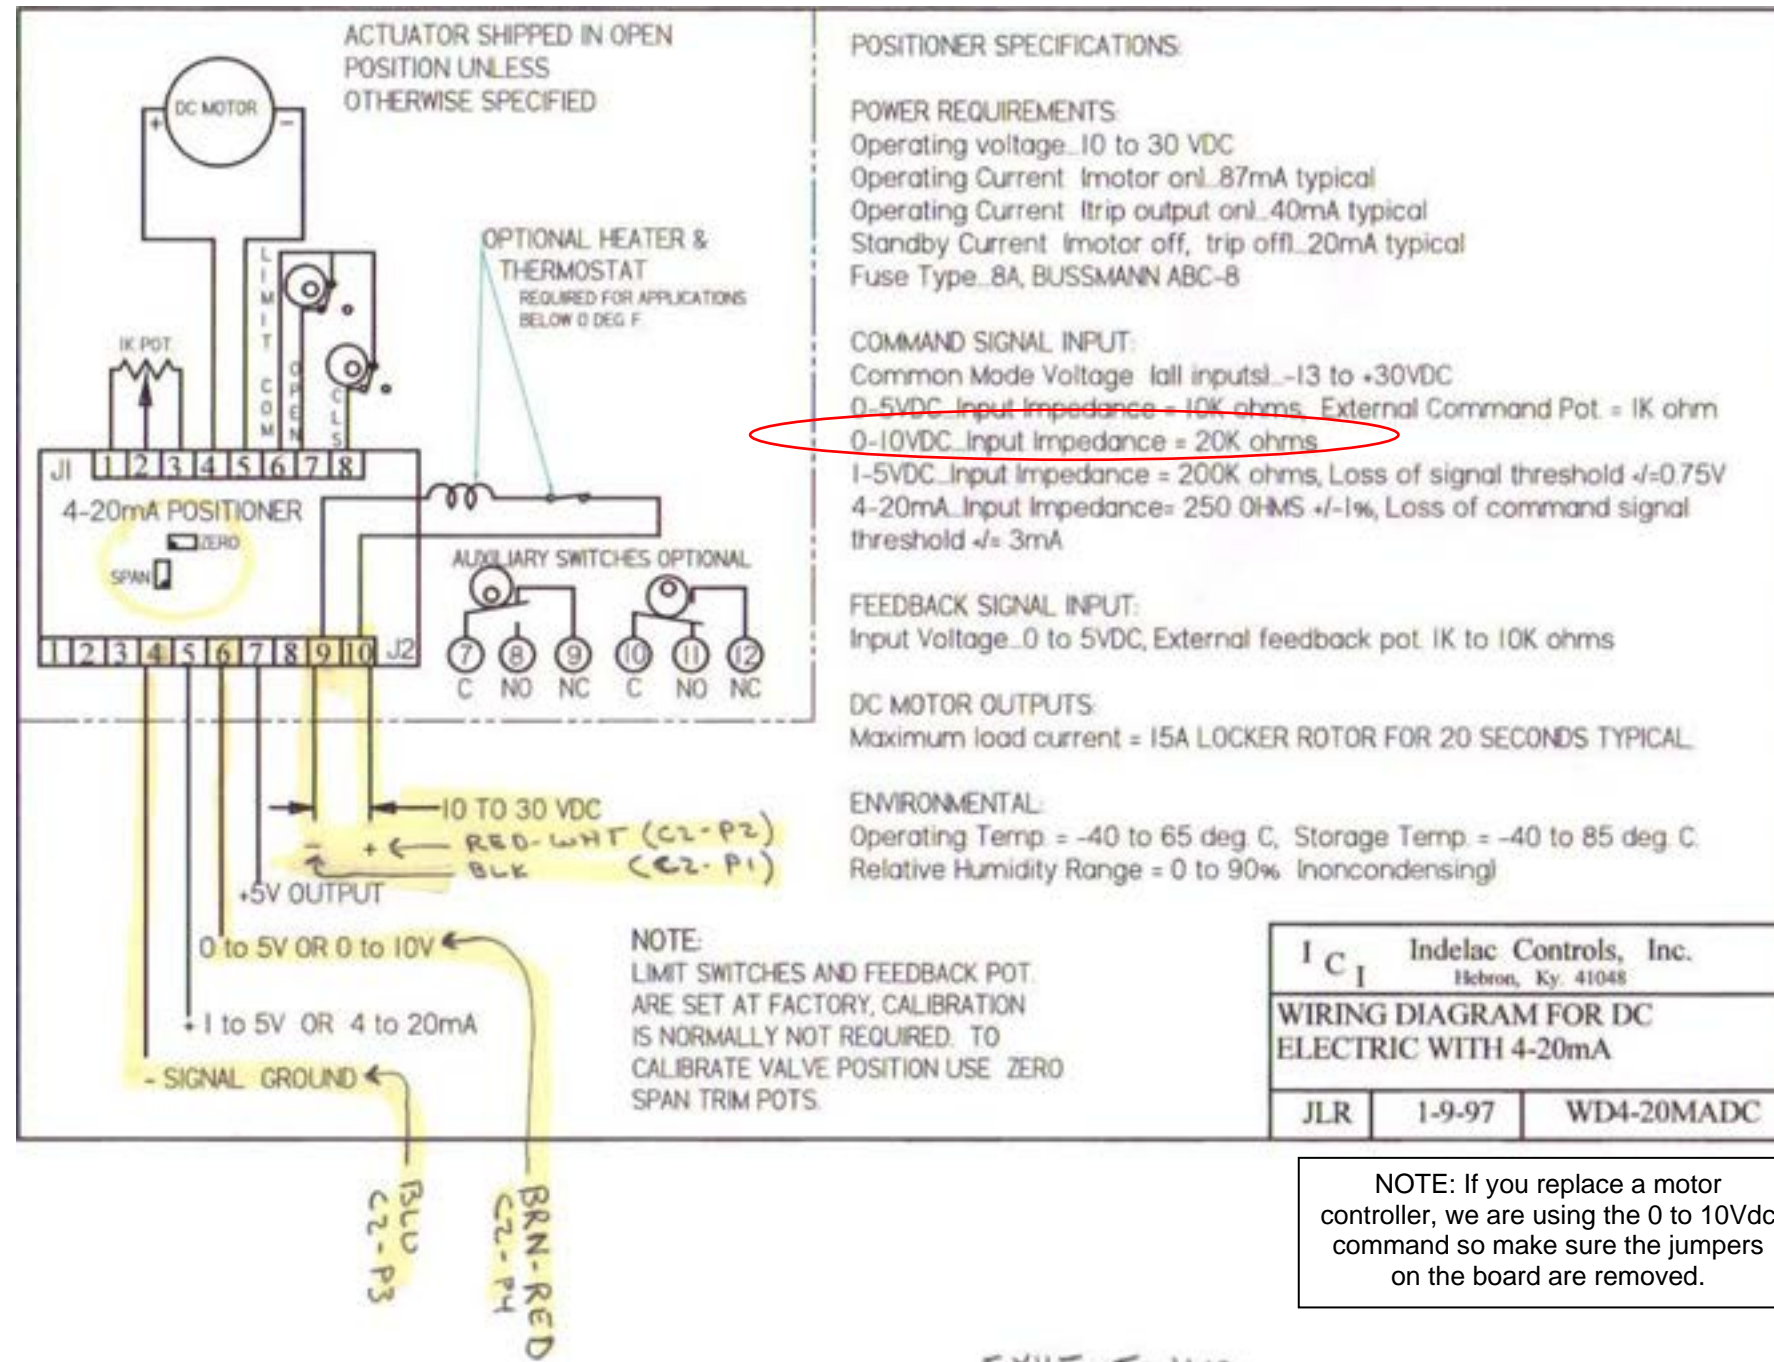 ACTUATOR SHIPPED IN OPEN
POSITION UNLESS
OTHERWISE SPECIFIED
DC MOTOR
+
-
OPTIONAL HEATER &
THERMOSTAT
REQUIRED FOR APPLICATIONS
BELOW 0 DEG F.
LIMIT COM
OPEN
CLS
1K POT
J1
1 2 3 4 5 6 7 8
4-20mA POSITIONER
ZERO
SPAN
1 2 3 4 5 6 7 8 9 10
J2
AUXILIARY SWITCHES OPTIONAL
7 8 9 10 11 12
C NO NC C NO NC
10 TO 30 VDC
- + RED-WHT (C2-P2)
BLK (C2-P1)
+5V OUTPUT
0 to 5V OR 0 to 10V
+ 1 to 5V OR 4 to 20mA
- SIGNAL GROUND
BLU
C2-P3
BRN-RED
C2-P4
NOTE:
LIMIT SWITCHES AND FEEDBACK POT.
ARE SET AT FACTORY, CALIBRATION
IS NORMALLY NOT REQUIRED. TO
CALIBRATE VALVE POSITION USE ZERO
SPAN TRIM POTS.
POSITIONER SPECIFICATIONS:
POWER REQUIREMENTS:
Operating voltage...10 to 30 VDC
Operating Current (motor on)...87mA typical
Operating Current (trip output on)...40mA typical
Standby Current (motor off, trip off)...20mA typical
Fuse Type...8A, BUSSMANN ABC-8
COMMAND SIGNAL INPUT:
Common Mode Voltage (all inputs)...-13 to +30VDC
0-5VDC...Input Impedance = 10K ohms, External Command Pot. = 1K ohm
0-10VDC...Input Impedance = 20K ohms
1-5VDC...Input Impedance = 200K ohms, Loss of signal threshold </=0.75V
4-20mA...Input Impedance= 250 OHMS +/-1%, Loss of command signal
threshold </= 3mA
FEEDBACK SIGNAL INPUT:
Input Voltage...0 to 5VDC, External feedback pot. 1K to 10K ohms
DC MOTOR OUTPUTS:
Maximum load current = 15A LOCKER ROTOR FOR 20 SECONDS TYPICAL.
ENVIRONMENTAL:
Operating Temp. = -40 to 65 deg. C, Storage Temp. = -40 to 85 deg. C.
Relative Humidity Range = 0 to 90% (noncondensing)
I C I Indelac Controls, Inc.
Hebron, Ky. 41048
WIRING DIAGRAM FOR DC
ELECTRIC WITH 4-20mA
JLR 1-9-97 WD4-20MADC
NOTE: If you replace a motor
controller, we are using the 0 to 10Vdc
command so make sure the jumpers
on the board are removed.